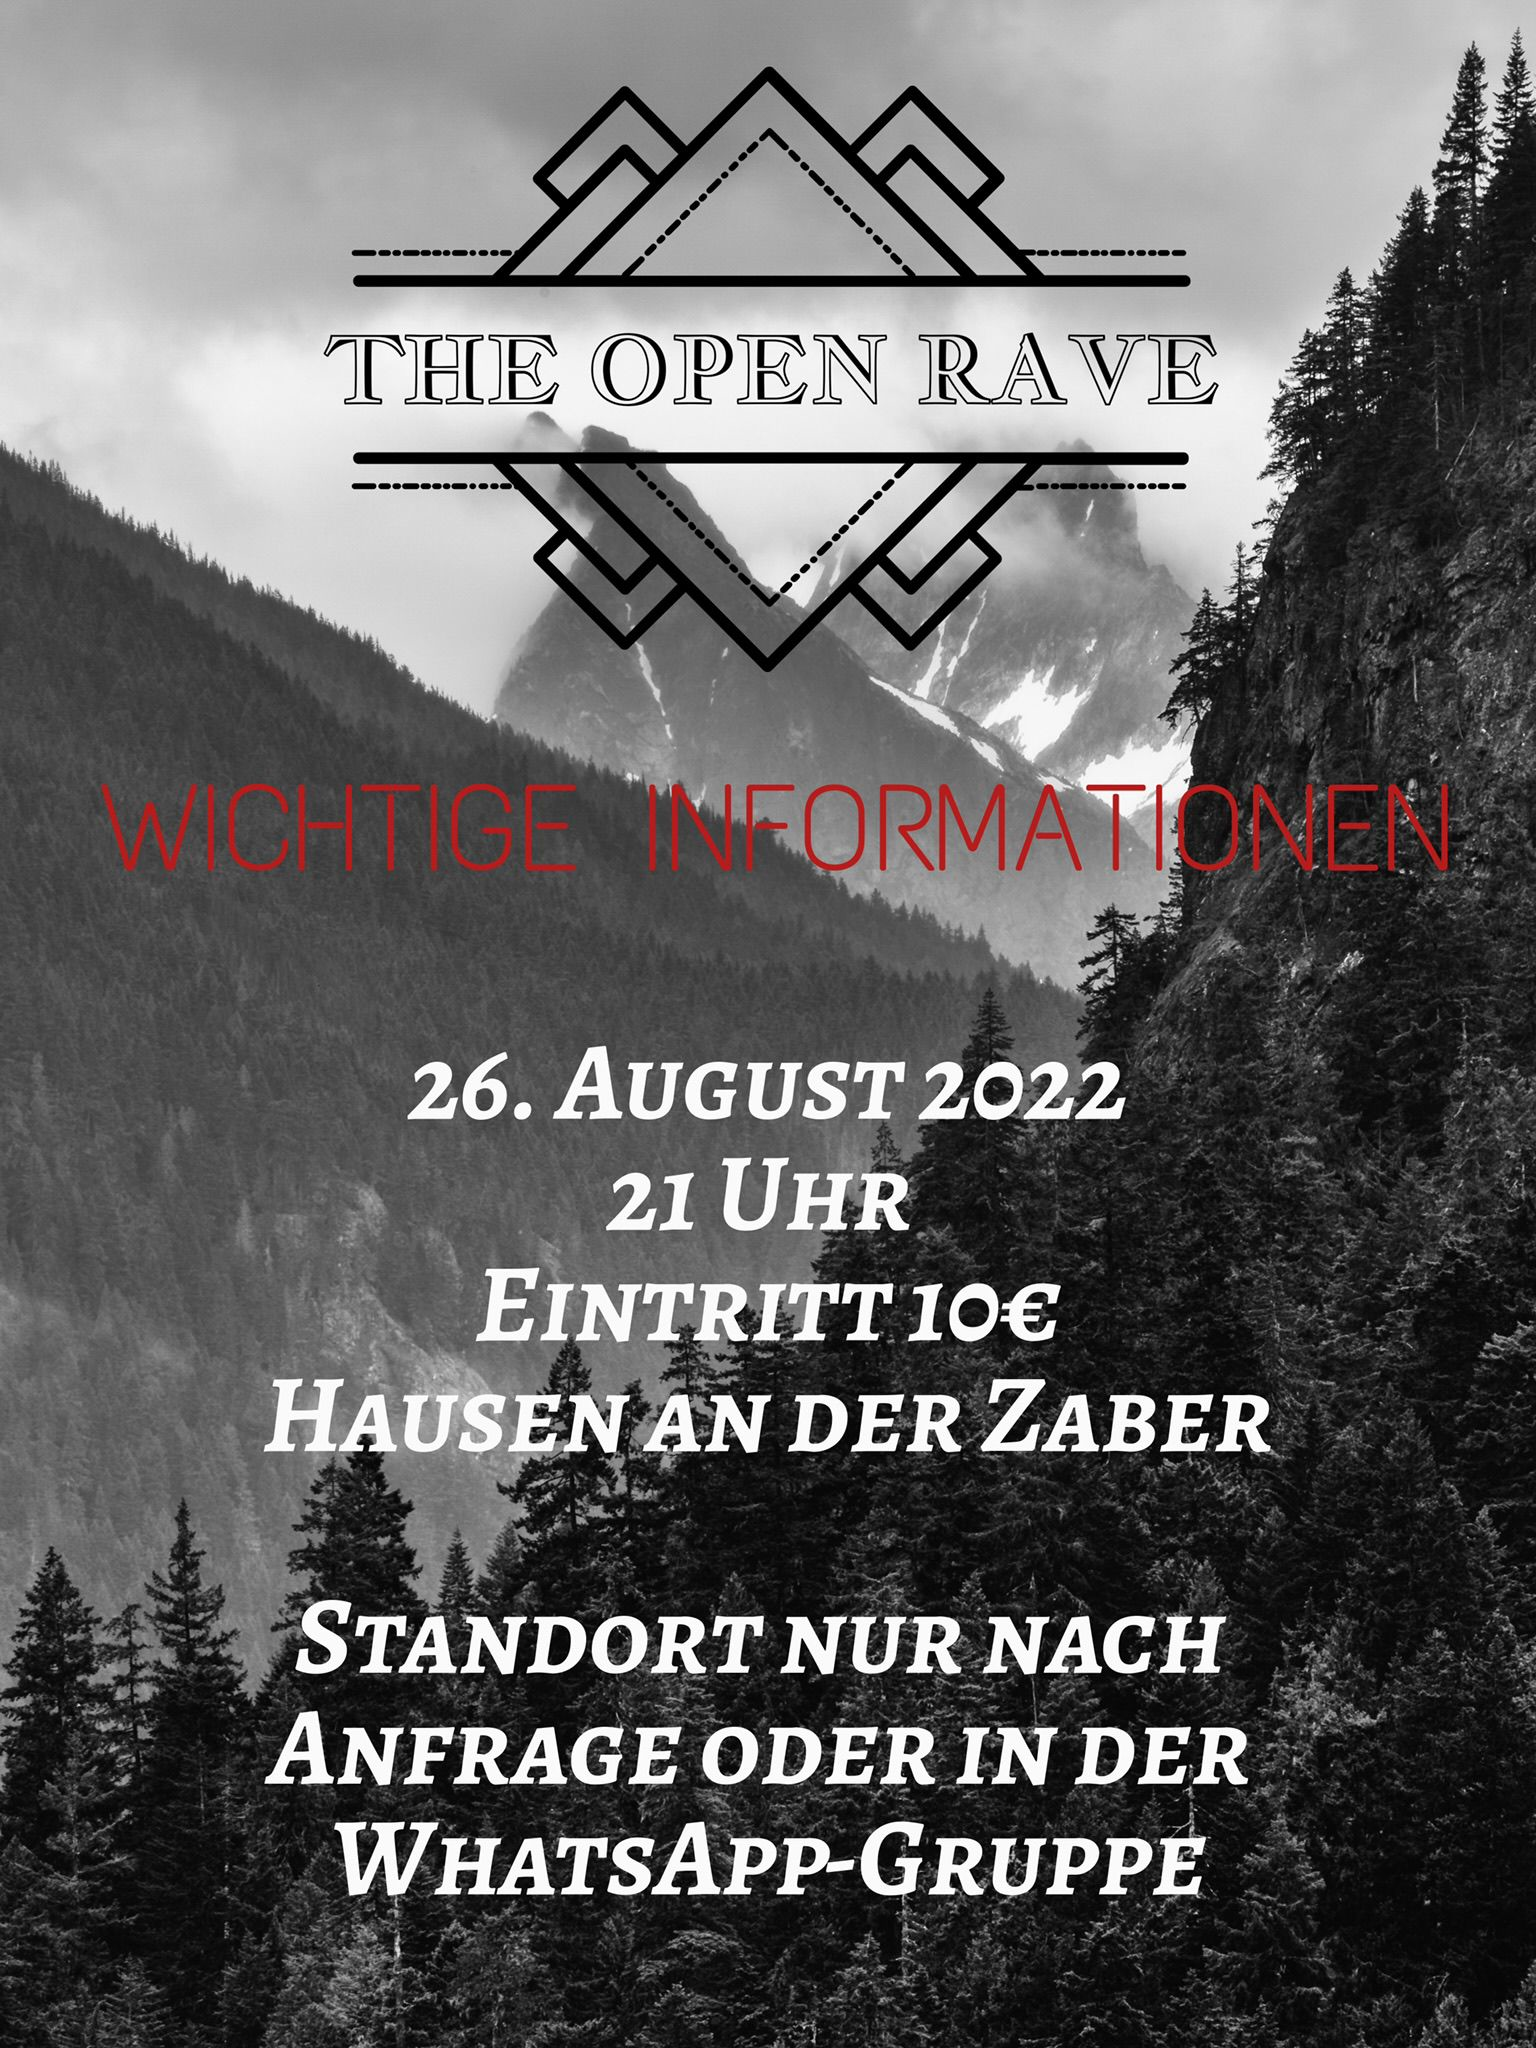 THE OPEN RAVE
WICHTIGE INFORMATIONEN
26. August 2022
21 Uhr
Eintritt 10€
Hausen an der Zaber
Standort nur nach
Anfrage oder in der
WhatsApp-Gruppe